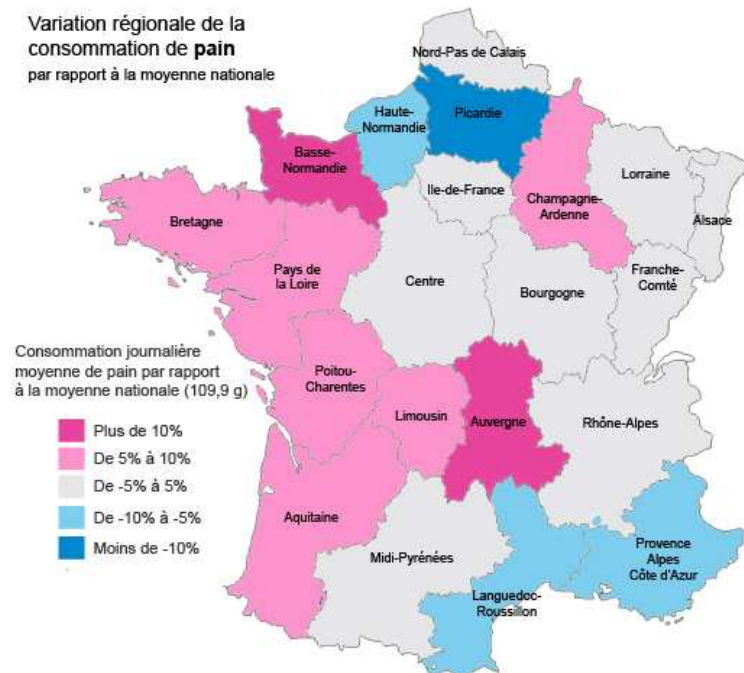 Variation régionale de la
consommation de pain
par rapport à la moyenne nationale
Nord-Pas de Calais
Haute-
Normandie
Picardie
Basse-
Normandie
Ile-de-France
Champagne-
Ardenne
Lorraine
Alsace
Bretagne
Pays de
la Loire
Centre
Bourgogne
Franche-
Comté
Consommation journalière
moyenne de pain par rapport
à la moyenne nationale (109,9 g)
Plus de 10%
De 5% à 10%
De -5% à 5%
De -10% à -5%
Moins de -10%
Poitou-
Charentes
Limousin
Auvergne
Rhône-Alpes
Aquitaine
Midi-Pyrénées
Languedoc-
Roussillon
Provence
Alpes
Côte d'Azur